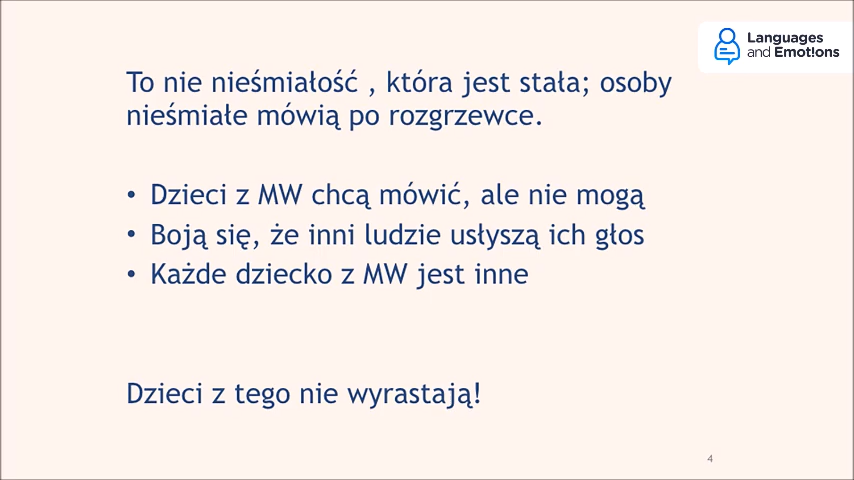 Languages
and Emot!ons
To nie nieśmiałość , która jest stała; osoby
nieśmiałe mówią po rozgrzewce.
• Dzieci z MW chcą mówić, ale nie mogą
• Boją się, że inni ludzie usłyszą ich głos
• Każde dziecko z MW jest inne
Dzieci z tego nie wyrastają!
4